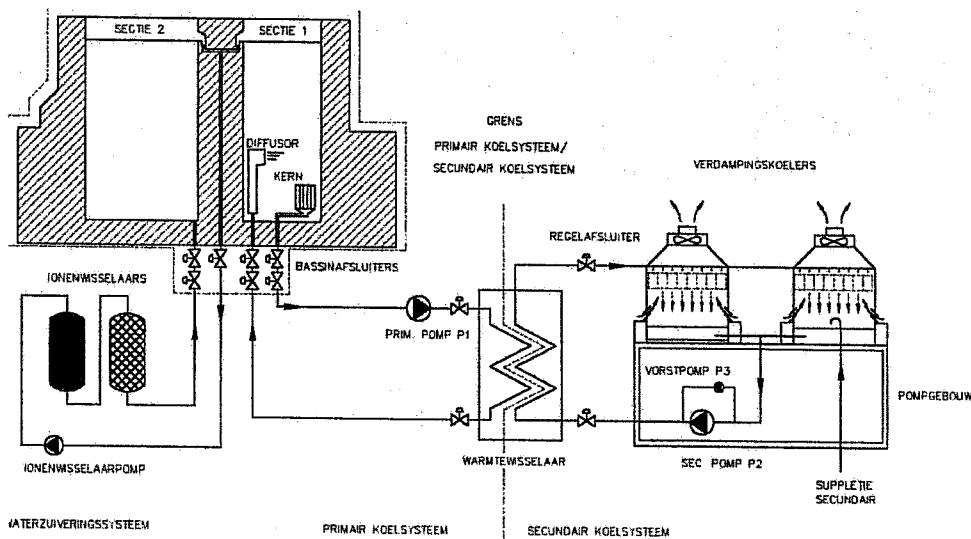 SECTIE 2
SECTIE 1
DIFFUSOR
KERN
GRENS
PRIMAIR KOELSYSTEEM/
SECUNDAIR KOELSYSTEEM
VERDAMPINGSKOELERS
REGELAFSLUITER
BASSINAFSLUITERS
IONENWISSELAARS
PRIM. POMP P1
VORSTPOMP P3
POMPGEBOUW
IONENWISSELAARPOMP
WARMTEWISSELAAR
SEC POMP P2
SUPPLETIE
SECUNDAIR
WATERZUIVERINGSSYSTEEM
PRIMAIR KOELSYSTEEM
SECUNDAIR KOELSYSTEEM